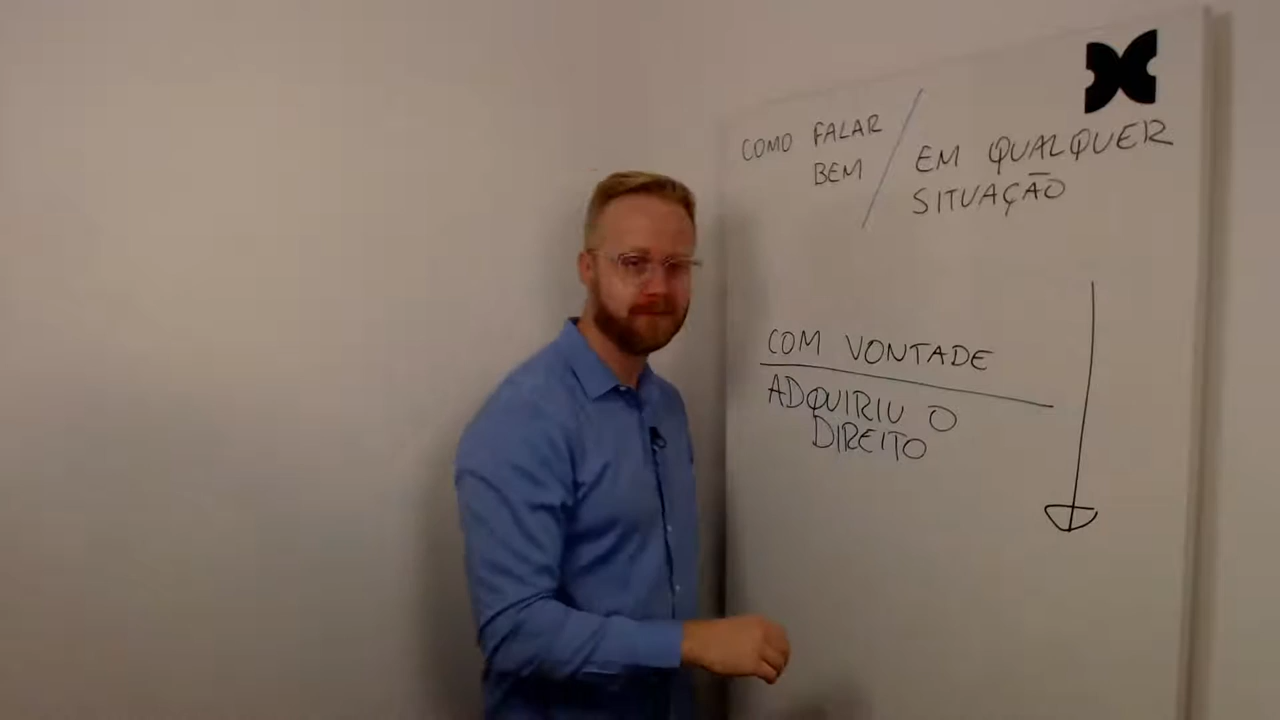 COMO FALAR
BEM
EM QUALQUER
SITUAÇÃO
COM VONTADE
ADQUIRIU O
DIREITO